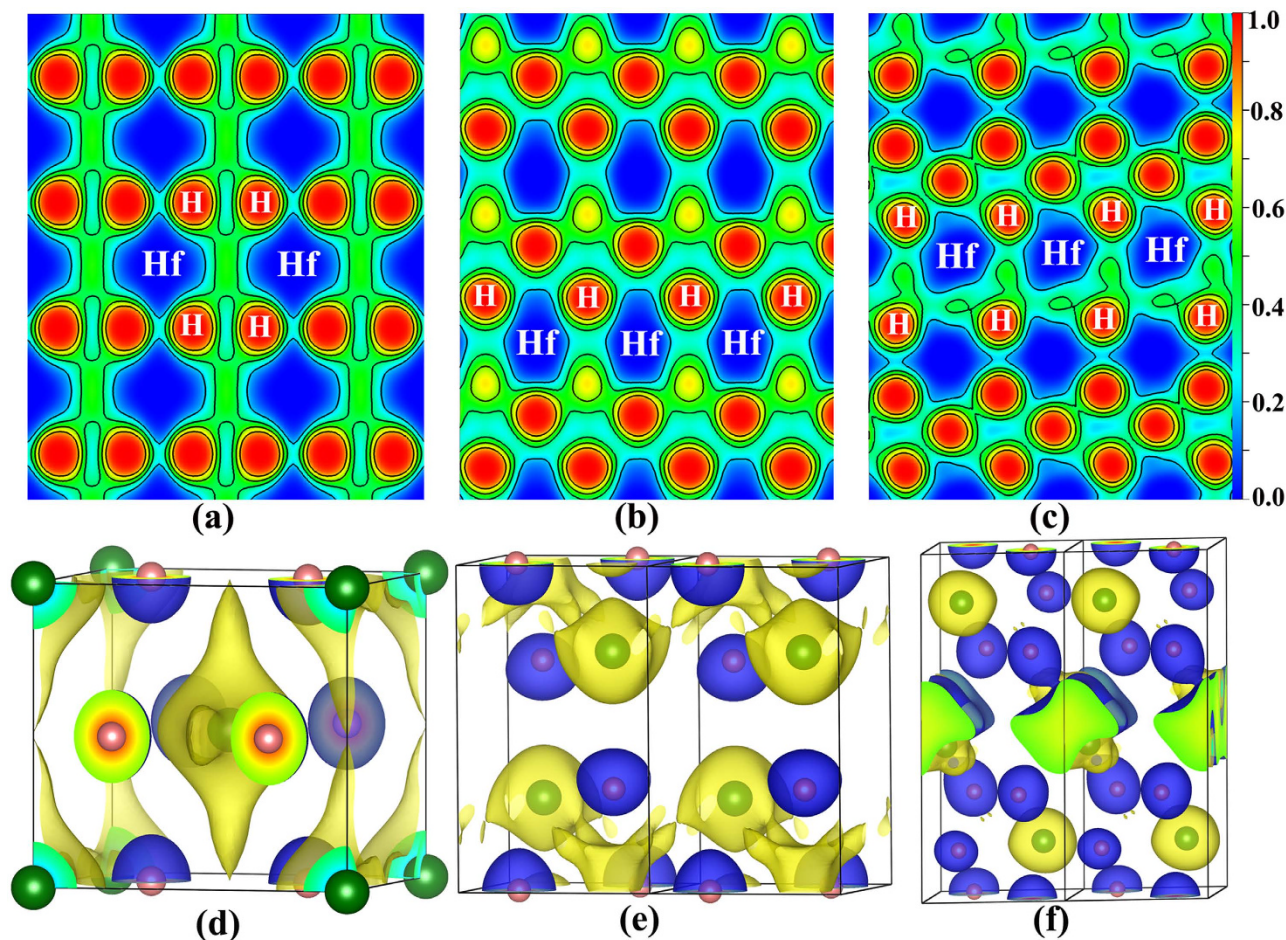 1.0
0.8
0.6
0.4
0.2
0.0
H H
Hf Hf
H H
(a)
H H H H
Hf Hf Hf
(b)
H H H H
Hf Hf Hf
H H H H
(c)
(d)
(e)
(f)